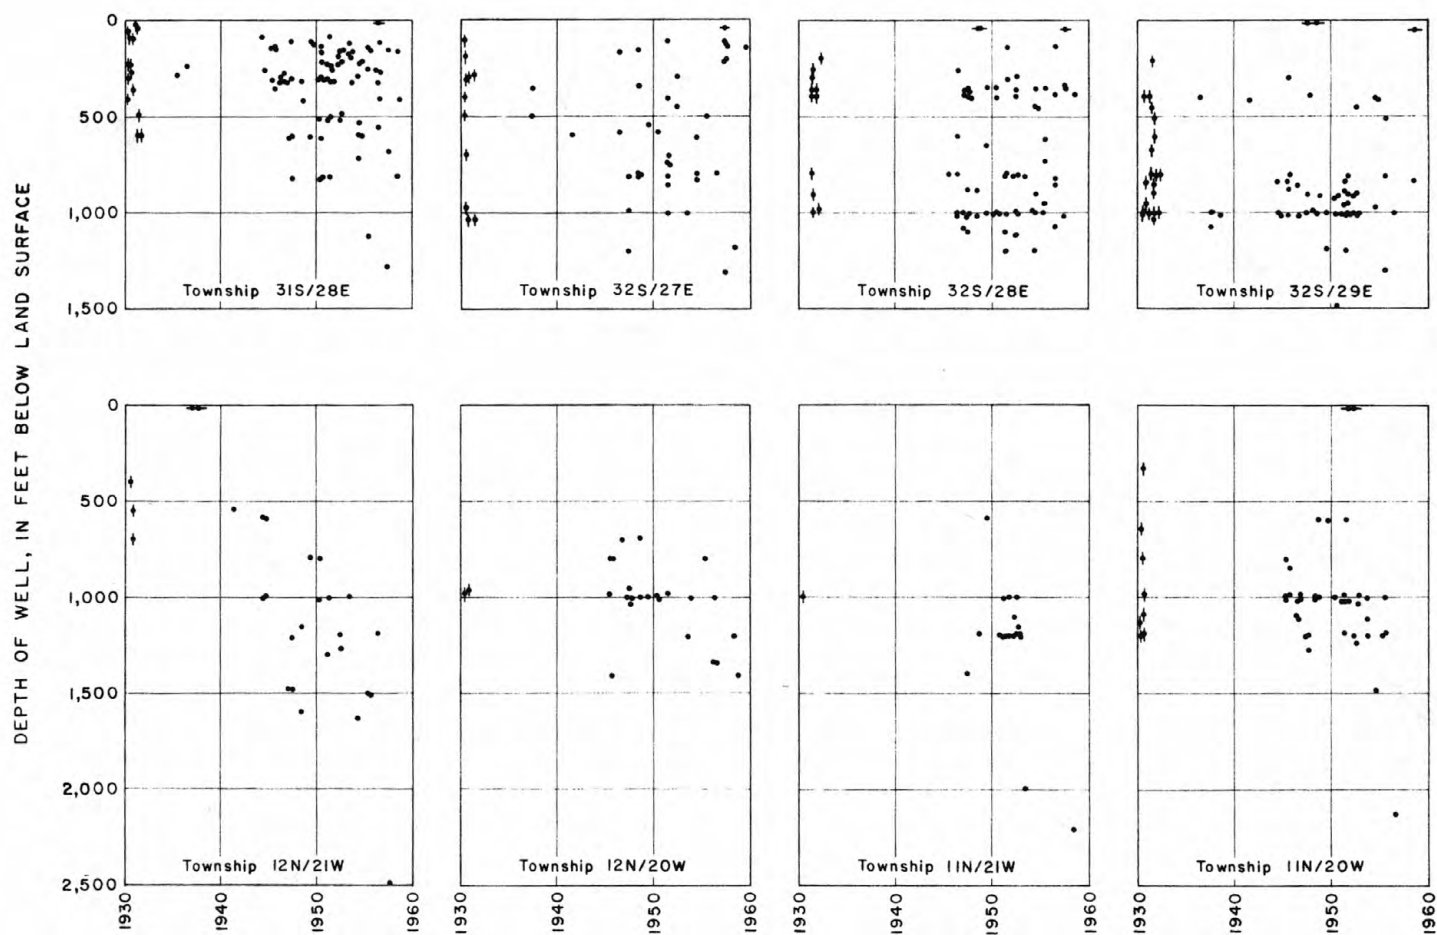 DEPTH OF WELL, IN FEET BELOW LAND SURFACE
0
500
1,000
1,500
Township 31S/28E
Township 32S/27E
Township 32S/28E
Township 32S/29E
0
500
1,000
1,500
2,000
2,500
Township 12N/21W
Township 12N/20W
Township 11N/21W
Township 11N/20W
1930
1940
1950
1960
1930
1940
1950
1960
1930
1940
1950
1960
1930
1940
1950
1960